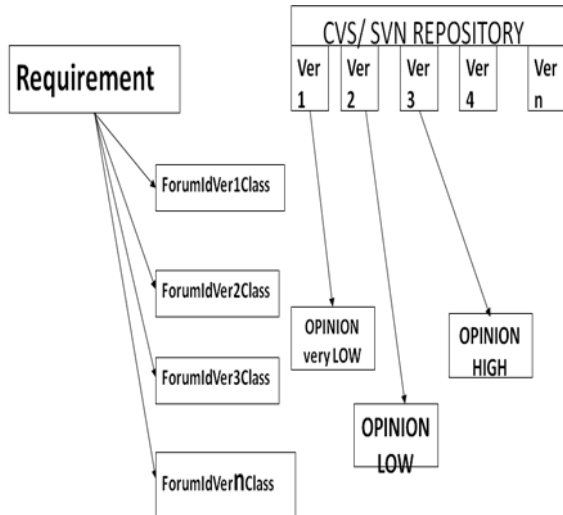 CVS/ SVN REPOSITORY
Requirement
Ver
1
Ver
2
Ver
3
Ver
4
Ver
n
ForumIdVer1Class
ForumIdVer2Class
ForumIdVer3Class
ForumIdVernClass
OPINION
very LOW
OPINION
HIGH
OPINION
LOW